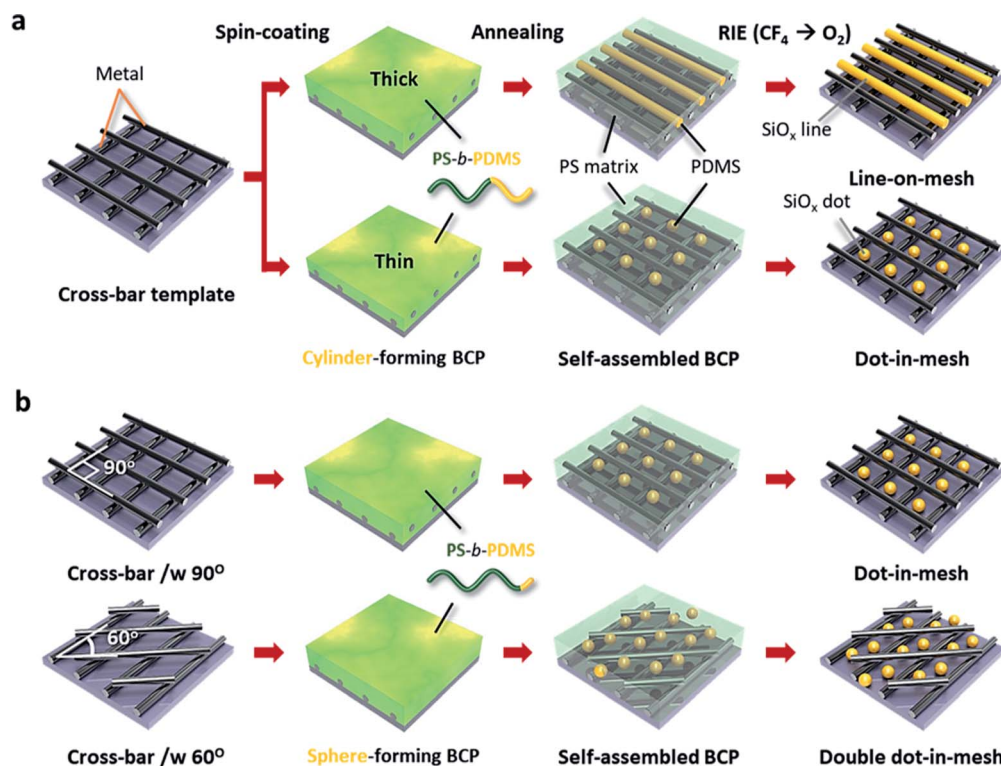 a
Spin-coating
Annealing
RIE (CF₄ → O₂)
Metal
Thick
PS-b-PDMS
PS matrix
PDMS
SiOₓ line
Line-on-mesh
SiOₓ dot
Thin
Cross-bar template
Cylinder-forming BCP
Self-assembled BCP
Dot-in-mesh
b
90°
PS-b-PDMS
Cross-bar /w 90°
Dot-in-mesh
60°
Cross-bar /w 60°
Sphere-forming BCP
Self-assembled BCP
Double dot-in-mesh